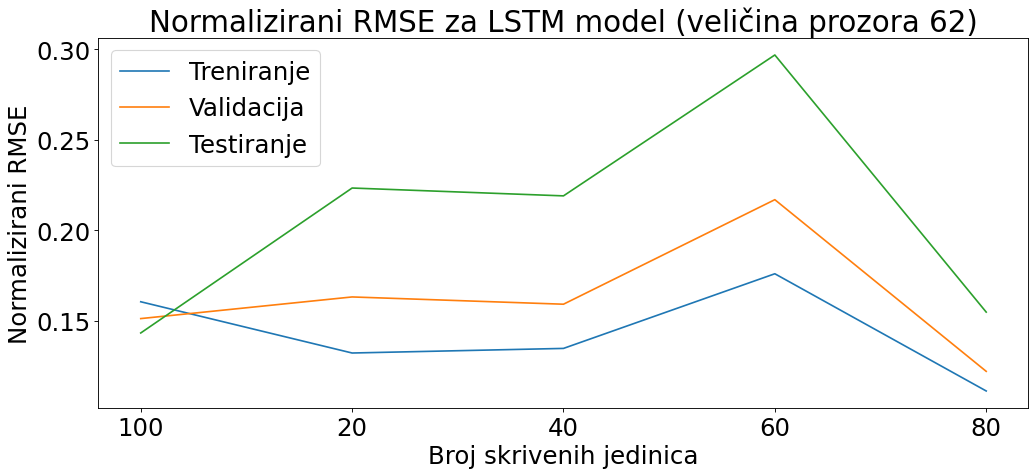 Normalizirani RMSE za LSTM model (veličina prozora 62)
Normalizirani RMSE
0.30
0.25
0.20
0.15
Treniranje
Validacija
Testiranje
100 20 40 60 80
Broj skrivenih jedinica